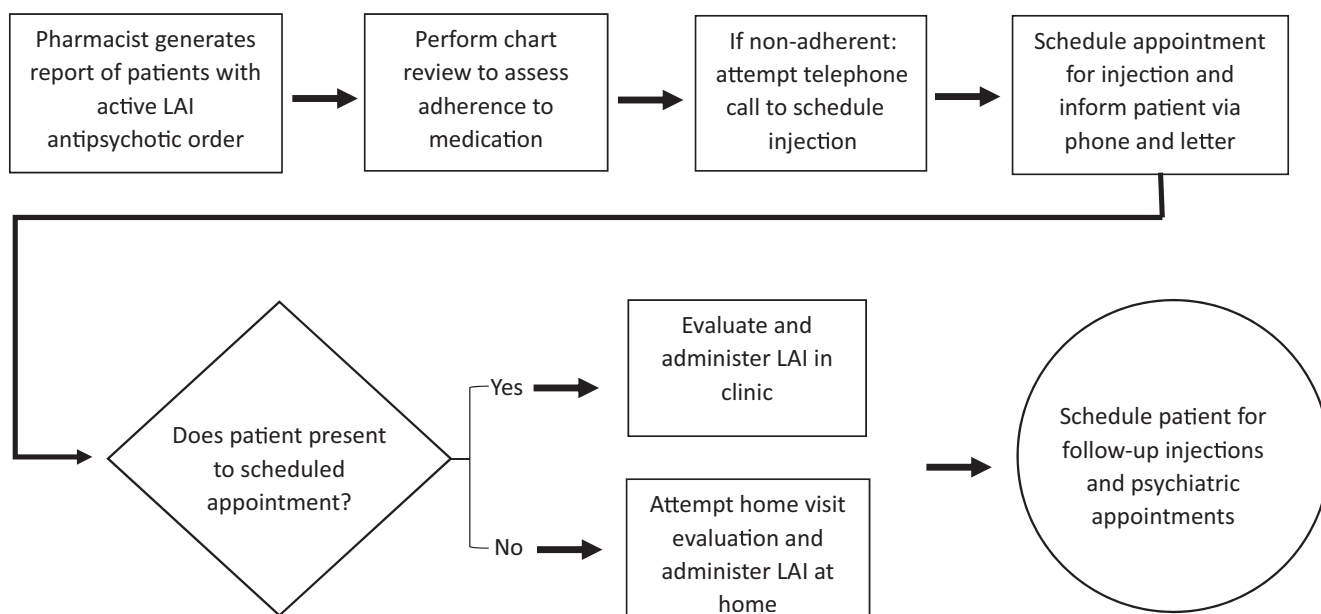 Pharmacist generates
report of patients with
active LAI
antipsychotic order
Perform chart
review to assess
adherence to
medication
If non-adherent:
attempt telephone
call to schedule
injection
Schedule appointment
for injection and
inform patient via
phone and letter
Does patient present
to scheduled
appointment?
Yes
Evaluate and
administer LAI in
clinic
No
Attempt home visit
evaluation and
administer LAI at
home
Schedule patient for
follow-up injections
and psychiatric
appointments